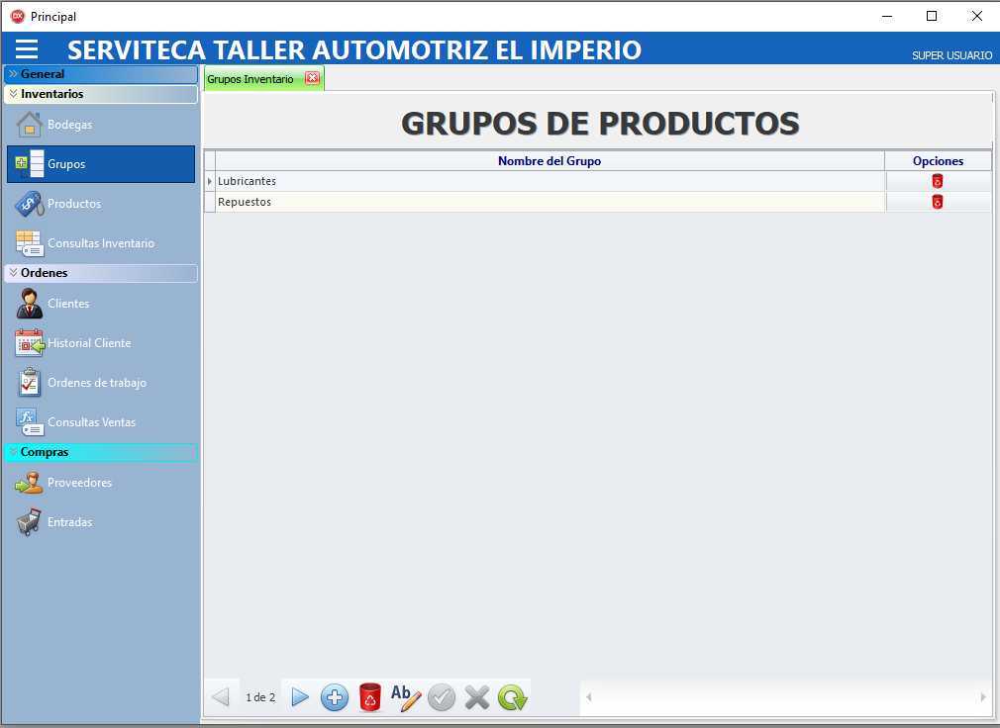 Principal
SERVITECA TALLER AUTOMOTRIZ EL IMPERIO
SUPER USUARIO
General
Inventarios
Bodegas
Grupos
Productos
Consultas Inventario
Ordenes
Clientes
Historial Cliente
Ordenes de trabajo
Consultas Ventas
Compras
Proveedores
Entradas
Grupos Inventario
GRUPOS DE PRODUCTOS
Nombre del Grupo Opciones
Lubricantes
Repuestos
1 de 2
Ab